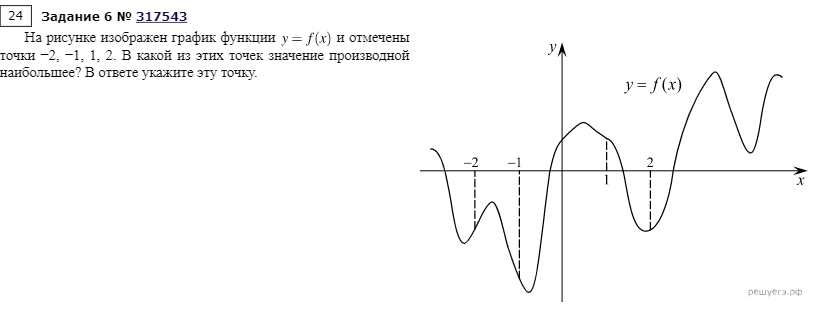 24 Задание 6 № 317543
На рисунке изображен график функции y = f(x) и отмечены
точки −2, −1, 1, 2. В какой из этих точек значение производной
наибольшее? В ответе укажите эту точку.
y
y = f(x)
−2 −1 2
1 x
решуегэ.рф